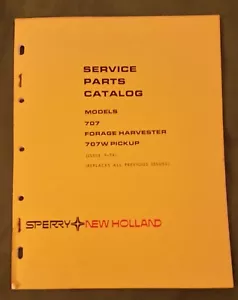 SERVICE
PARTS
CATALOG
MODELS
707
FORAGE HARVESTER
707W PICKUP
(REPLACES ALL PREVIOUS ISSUES)
SPERRY NEW HOLLAND